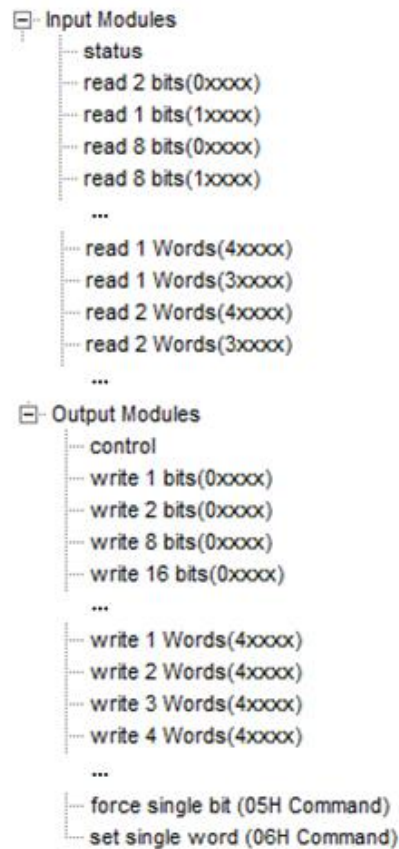 Input Modules
status
read 2 bits(0xxxx)
read 1 bits(1xxxx)
read 8 bits(0xxxx)
read 8 bits(1xxxx)
...
read 1 Words(4xxxx)
read 1 Words(3xxxx)
read 2 Words(4xxxx)
read 2 Words(3xxxx)
...
Output Modules
control
write 1 bits(0xxxx)
write 2 bits(0xxxx)
write 8 bits(0xxxx)
write 16 bits(0xxxx)
...
write 1 Words(4xxxx)
write 2 Words(4xxxx)
write 3 Words(4xxxx)
write 4 Words(4xxxx)
...
force single bit (05H Command)
set single word (06H Command)